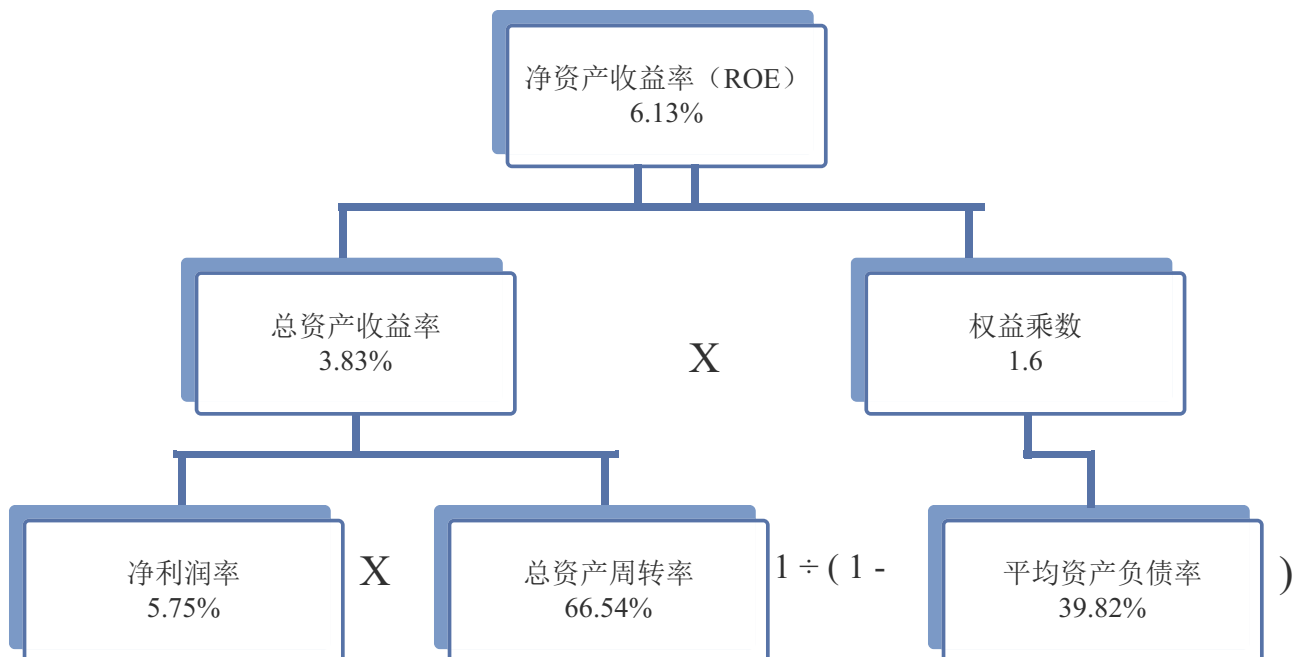 净资产收益率（ROE）
6.13%
总资产收益率
3.83%
X
权益乘数
1.6
净利润率
5.75%
X
总资产周转率
66.54%
1 ÷ ( 1 -
平均资产负债率
39.82%
)